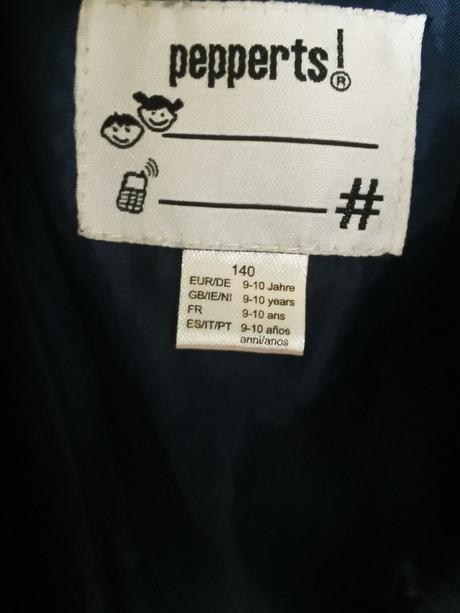 pepperts!®
#
140
EUR/DE 9-10 Jahre
GB/IE/NI 9-10 years
FR 9-10 ans
ES/IT/PT 9-10 años
anni/anos